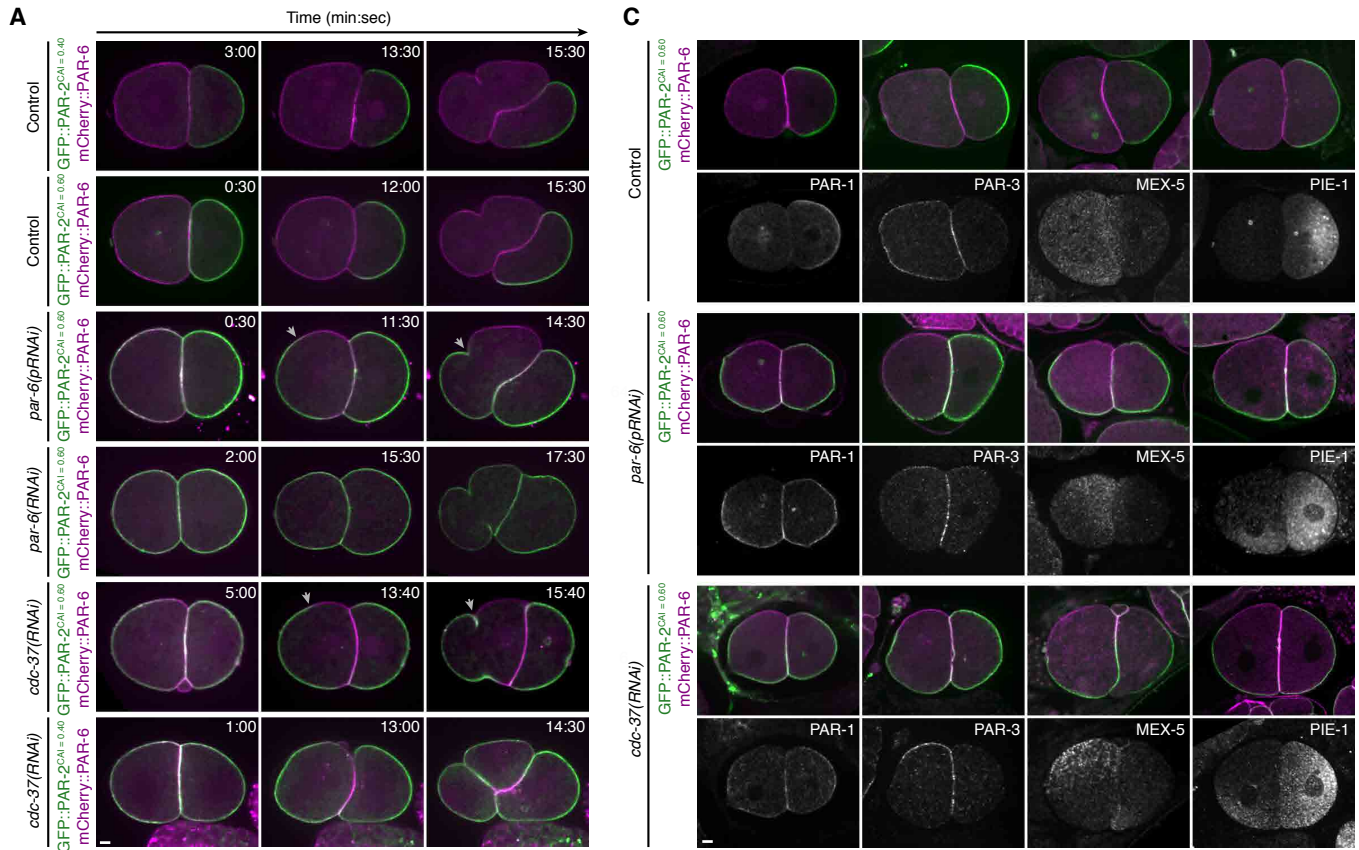 A
Time (min:sec)
Control
GFP::PAR-2CAI = 0.40
mCherry::PAR-6
3:00
13:30
15:30
Control
GFP::PAR-2CAI = 0.60
mCherry::PAR-6
0:30
12:00
15:30
par-6(pRNAi)
GFP::PAR-2CAI = 0.60
mCherry::PAR-6
0:30
11:30
14:30
par-6(RNAi)
GFP::PAR-2CAI = 0.60
mCherry::PAR-6
2:00
15:30
17:30
cdc-37(RNAi)
GFP::PAR-2CAI = 0.60
mCherry::PAR-6
5:00
13:40
15:40
cdc-37(RNAi)
GFP::PAR-2CAI = 0.40
mCherry::PAR-6
1:00
13:00
14:30
C
Control
GFP::PAR-2CAI = 0.60
mCherry::PAR-6
PAR-1
PAR-3
MEX-5
PIE-1
par-6(pRNAi)
GFP::PAR-2CAI = 0.60
mCherry::PAR-6
PAR-1
PAR-3
MEX-5
PIE-1
cdc-37(RNAi)
GFP::PAR-2CAI = 0.60
mCherry::PAR-6
PAR-1
PAR-3
MEX-5
PIE-1